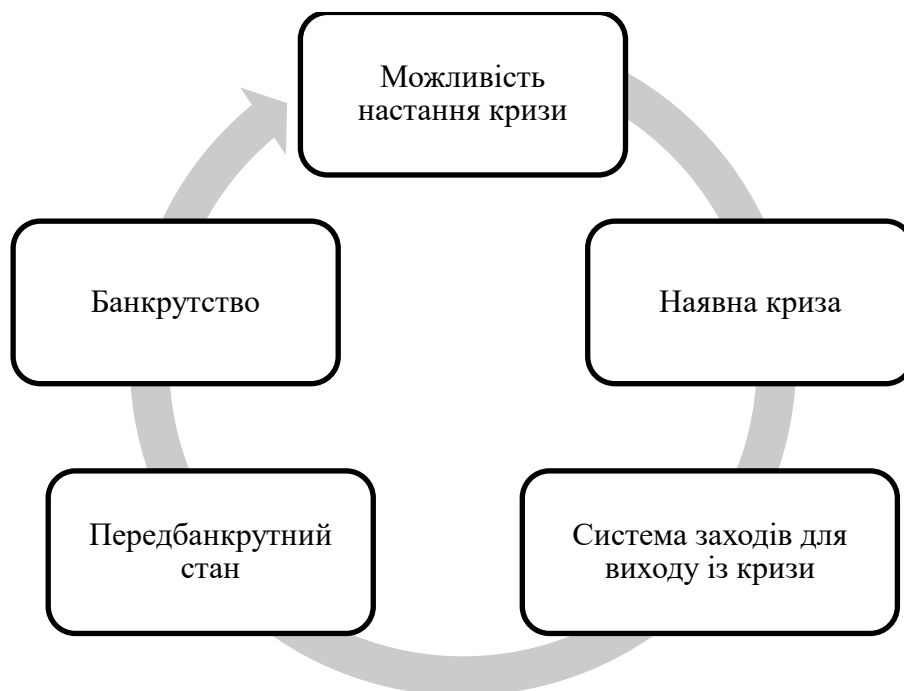 Можливість
настання кризи
Наявна криза
Система заходів для
виходу із кризи
Передбанкрутний
стан
Банкрутство